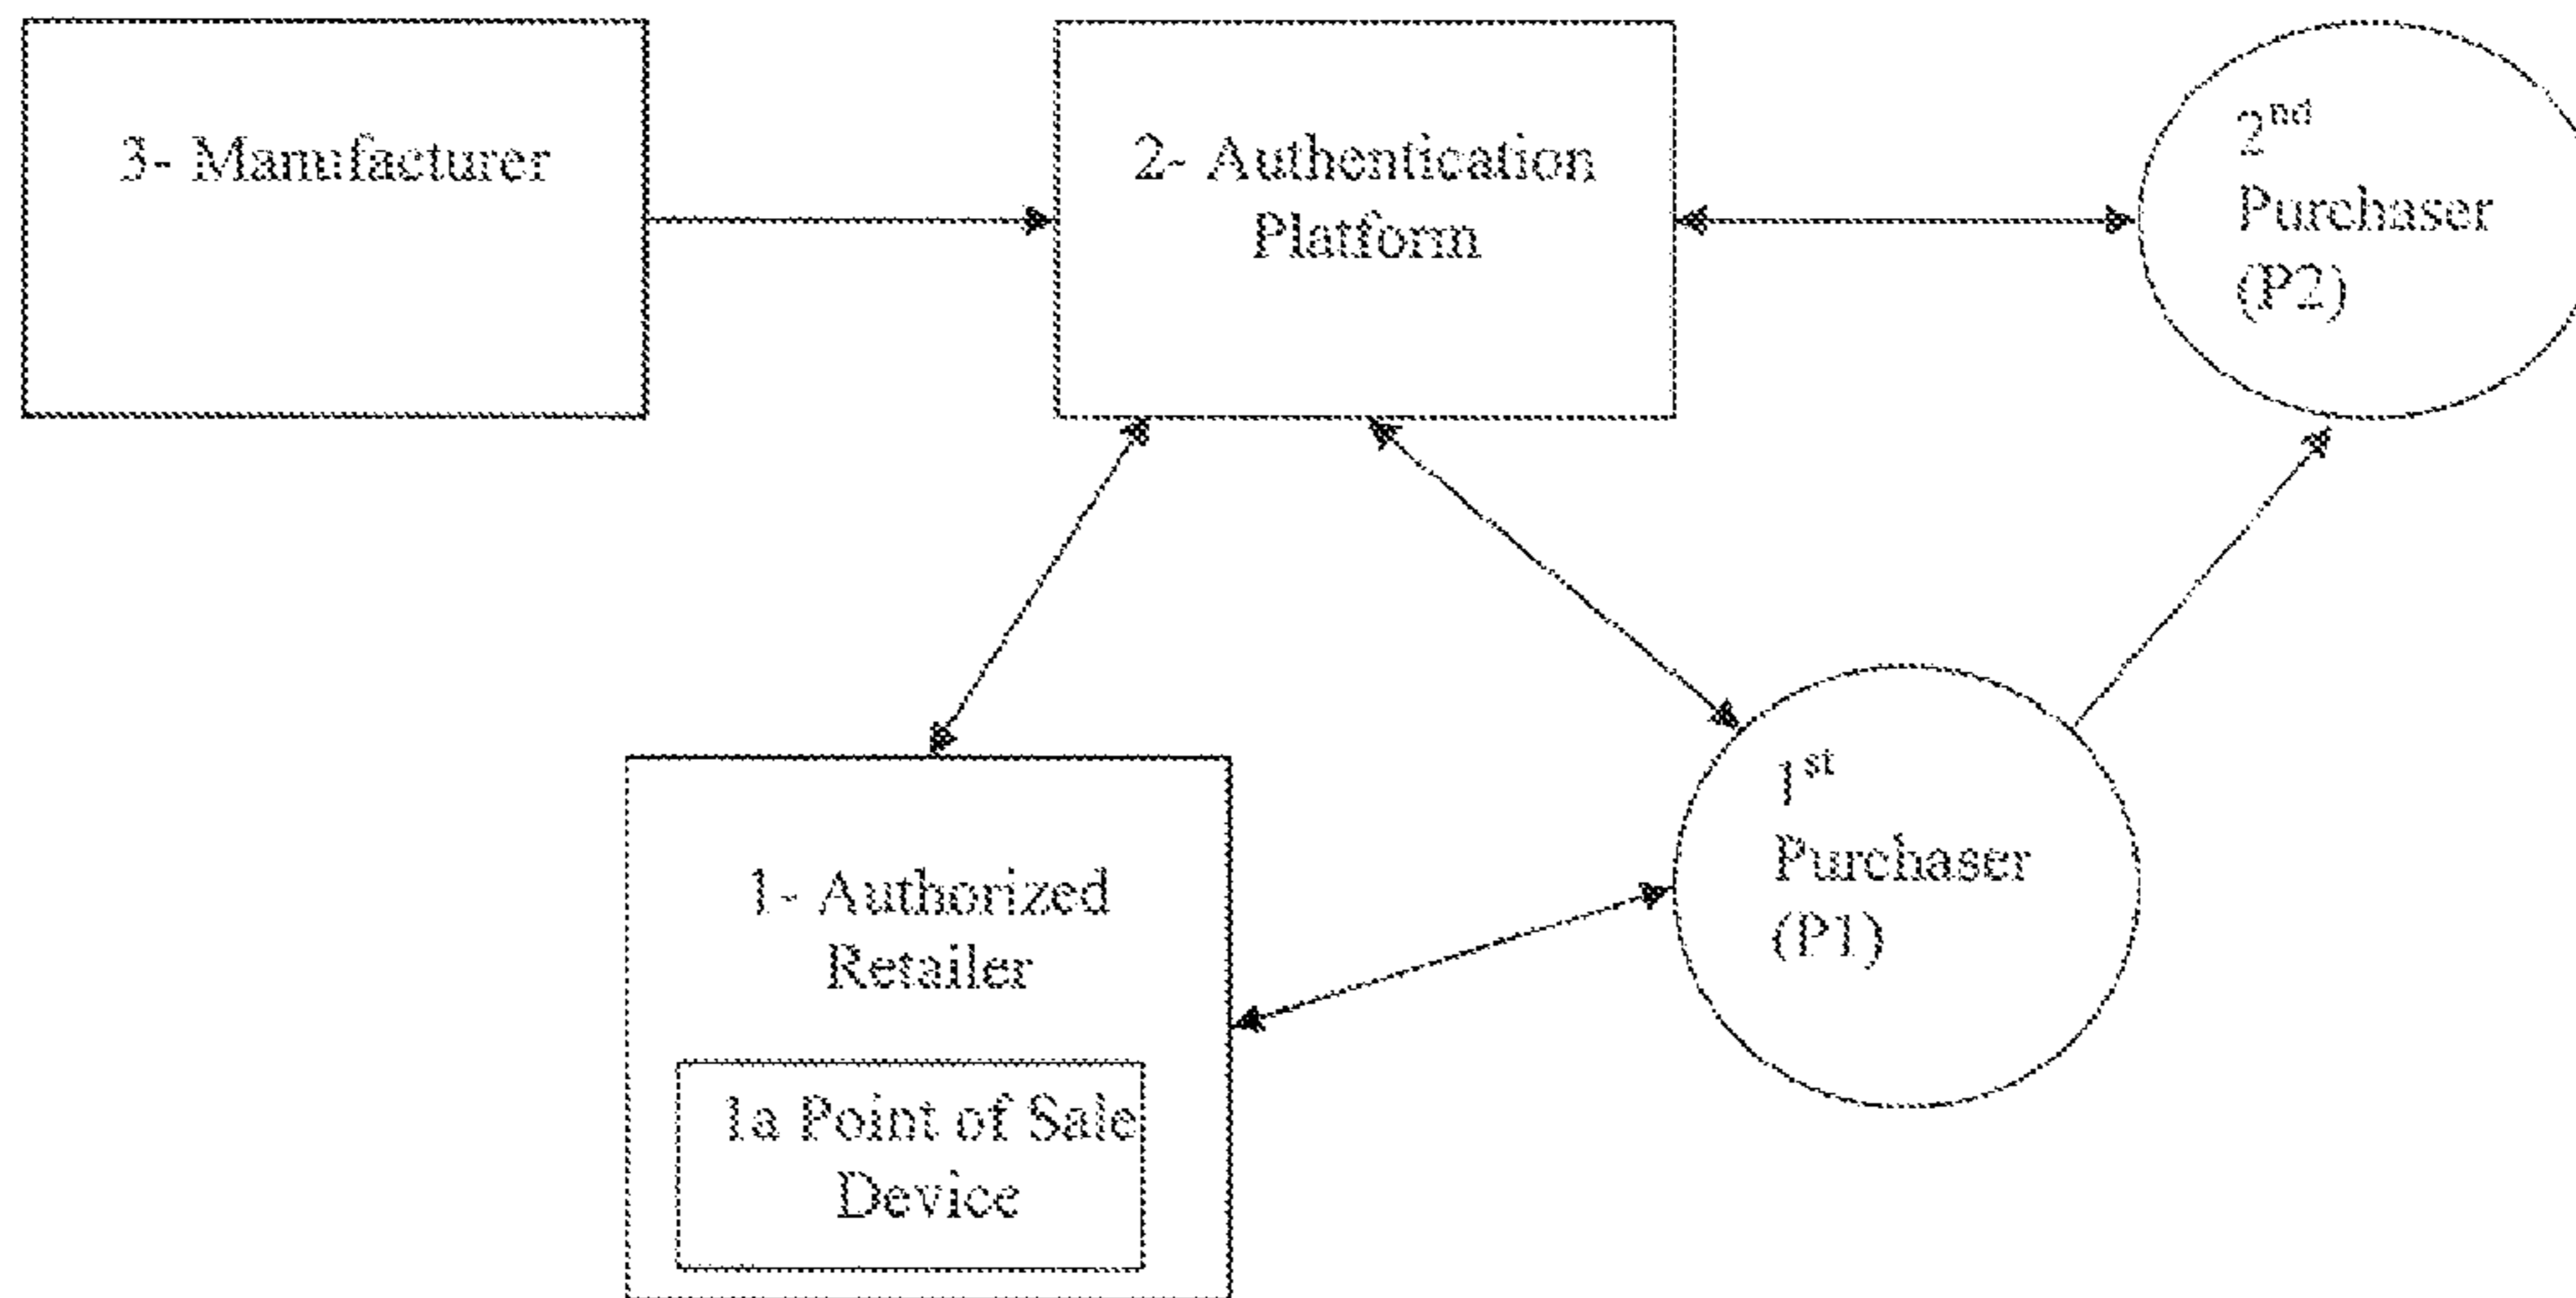 3- Manufacturer
2- Authentication
Platform
2nd
Purchaser
(P2)
1st
Purchaser
(P1)
1- Authorized
Retailer
1a Point of Sale
Device